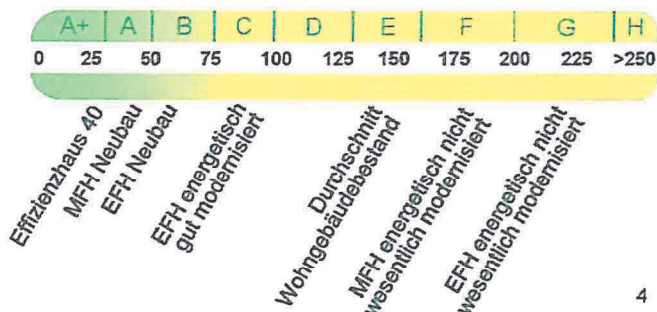 A+ A B C D E F G H
0 25 50 75 100 125 150 175 200 225 >250
Effizienzhaus 40
MFH Neubau
EFH Neubau
EFH energetisch
gut modernisiert
Durchschnitt
Wohngebäudebestand
MFH energetisch nicht
wesentlich modernisiert
EFH energetisch nicht
wesentlich modernisiert
4